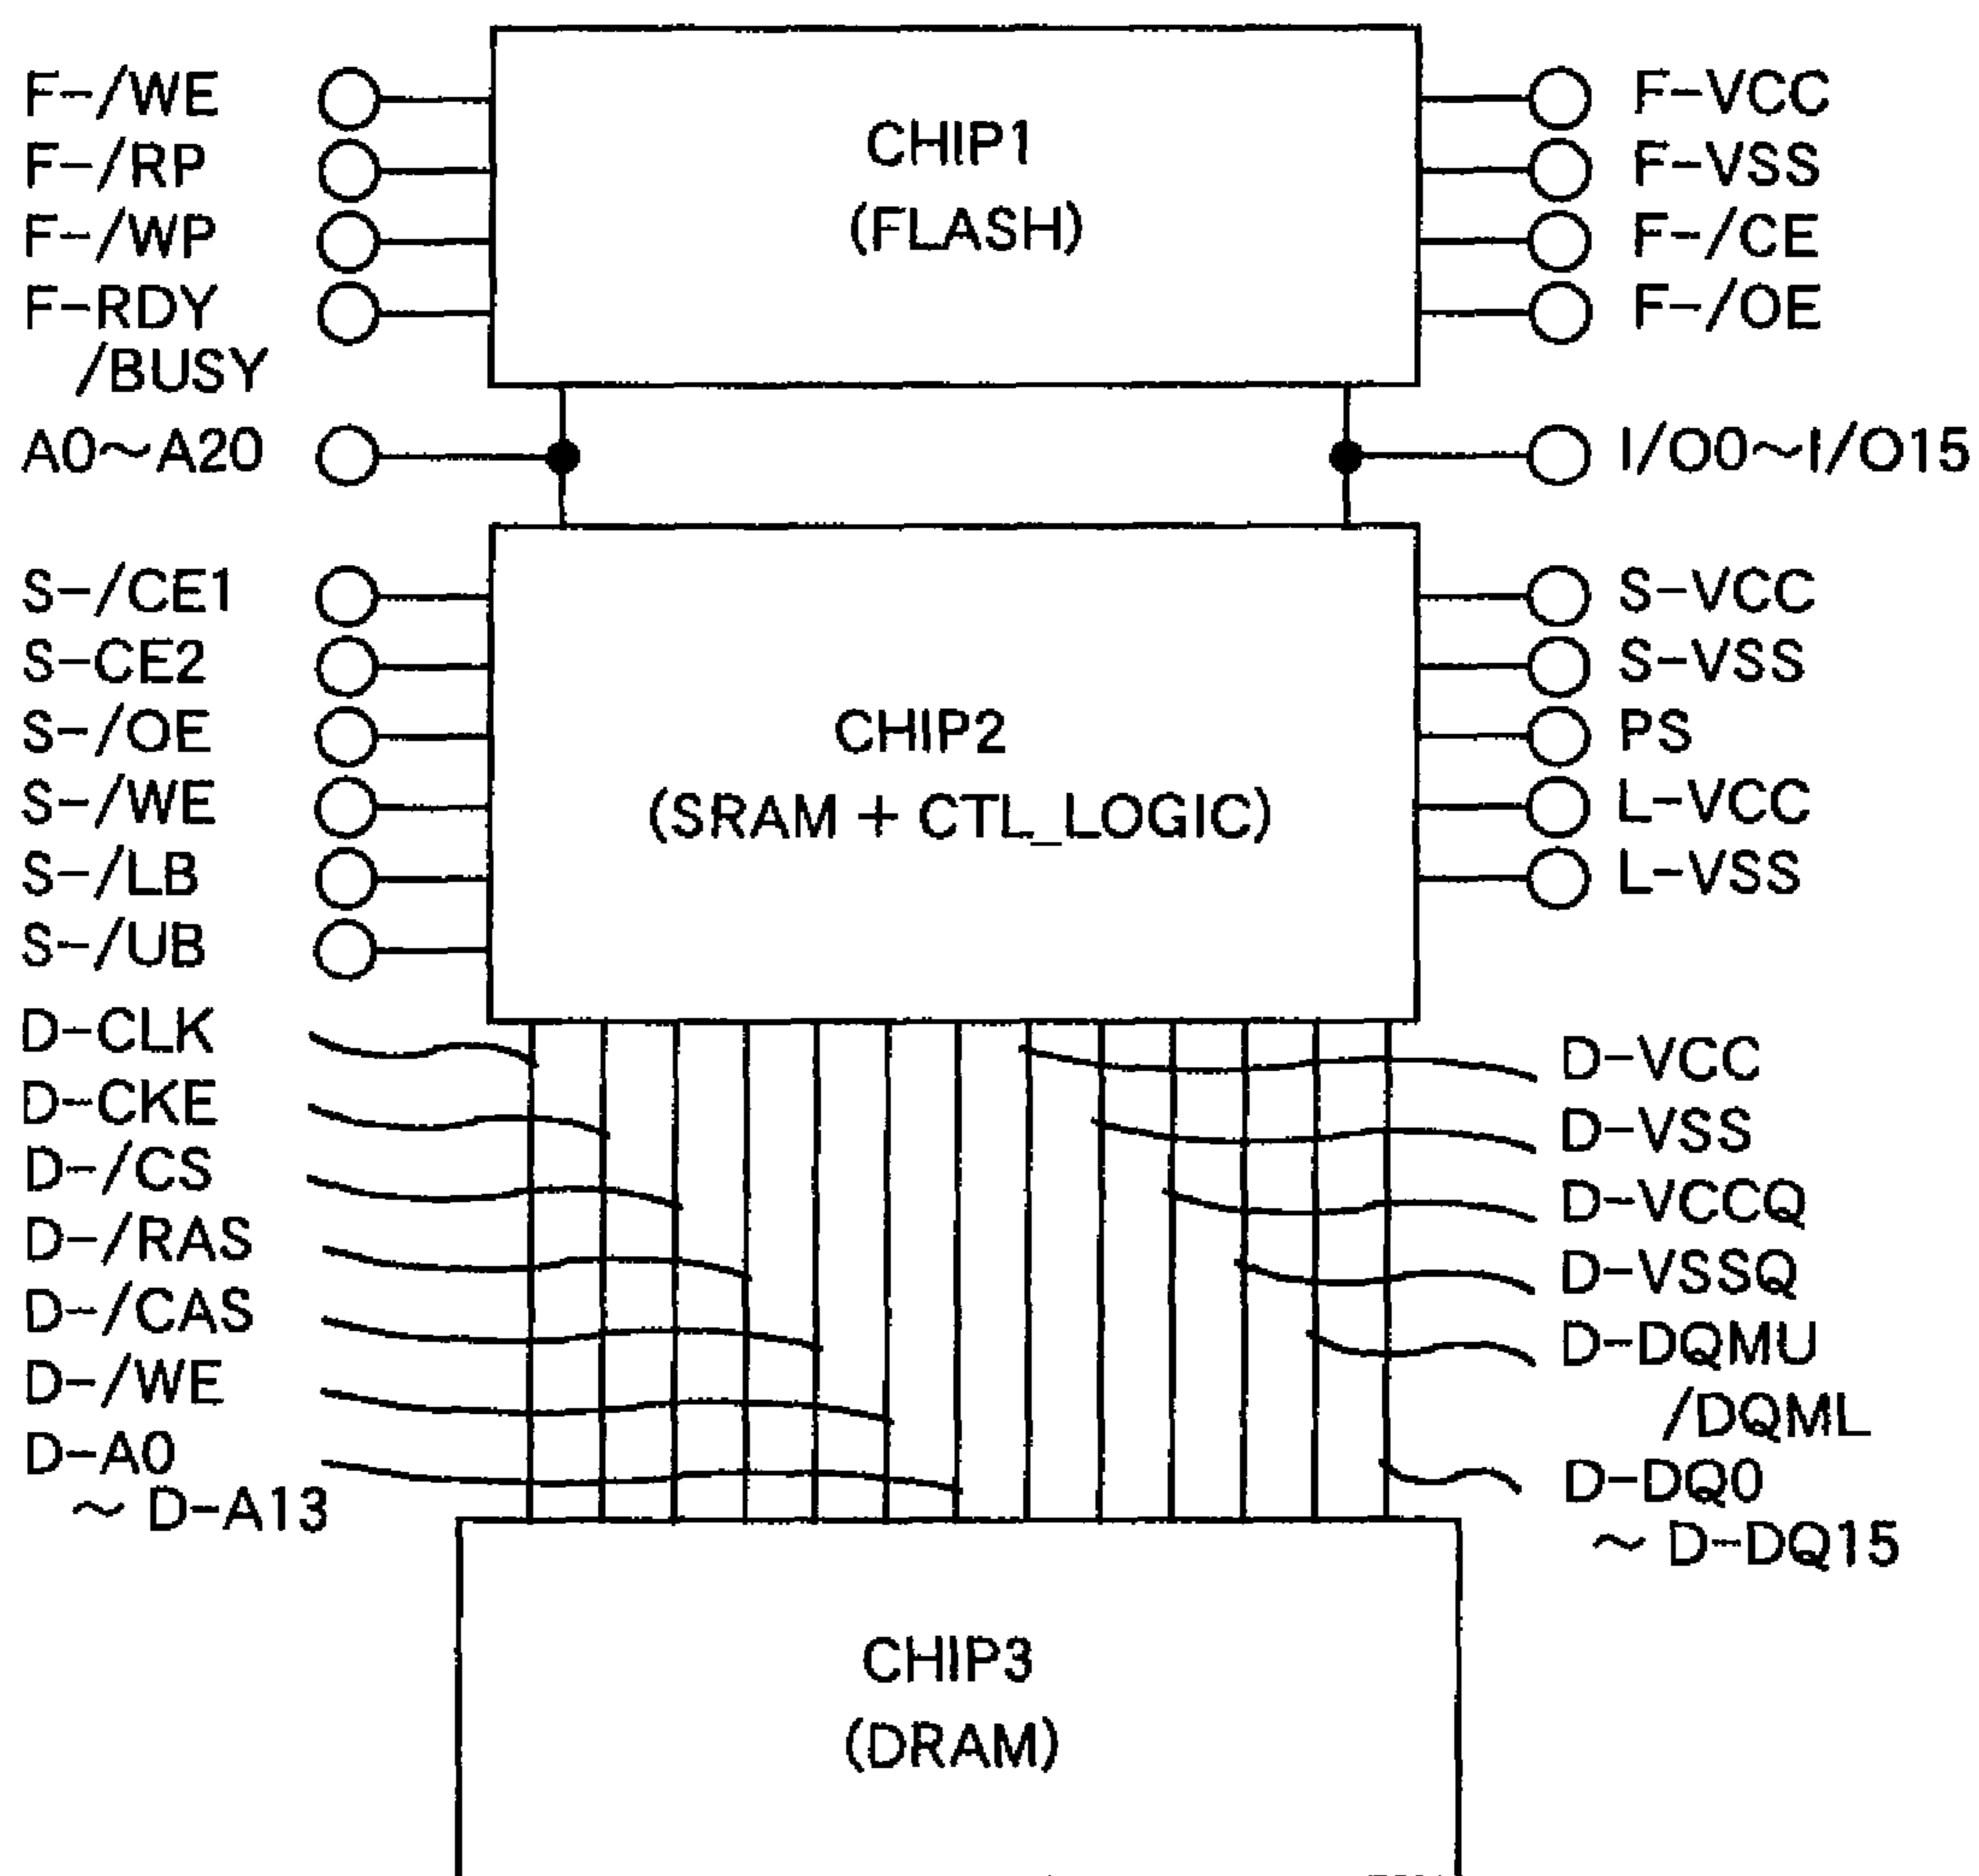 F-/WE
F-/RP
F-/WP
F-RDY
/BUSY
A0~A20
F-VCC
F-VSS
F-/CE
F-/OE
I/O0~I/O15
CHIP1
(FLASH)
S-/CE1
S-CE2
S-/OE
S-/WE
S-/LB
S-/UB
CHIP2
(SRAM + CTL_LOGIC)
S-VCC
S-VSS
PS
L-VCC
L-VSS
D-CLK
D-CKE
D-/CS
D-/RAS
D-/CAS
D-/WE
D-A0
~ D-A13
D-VCC
D-VSS
D-VCCQ
D-VSSQ
D-DQMU
/DQML
D-DQ0
~ D-DQ15
CHIP3
(DRAM)